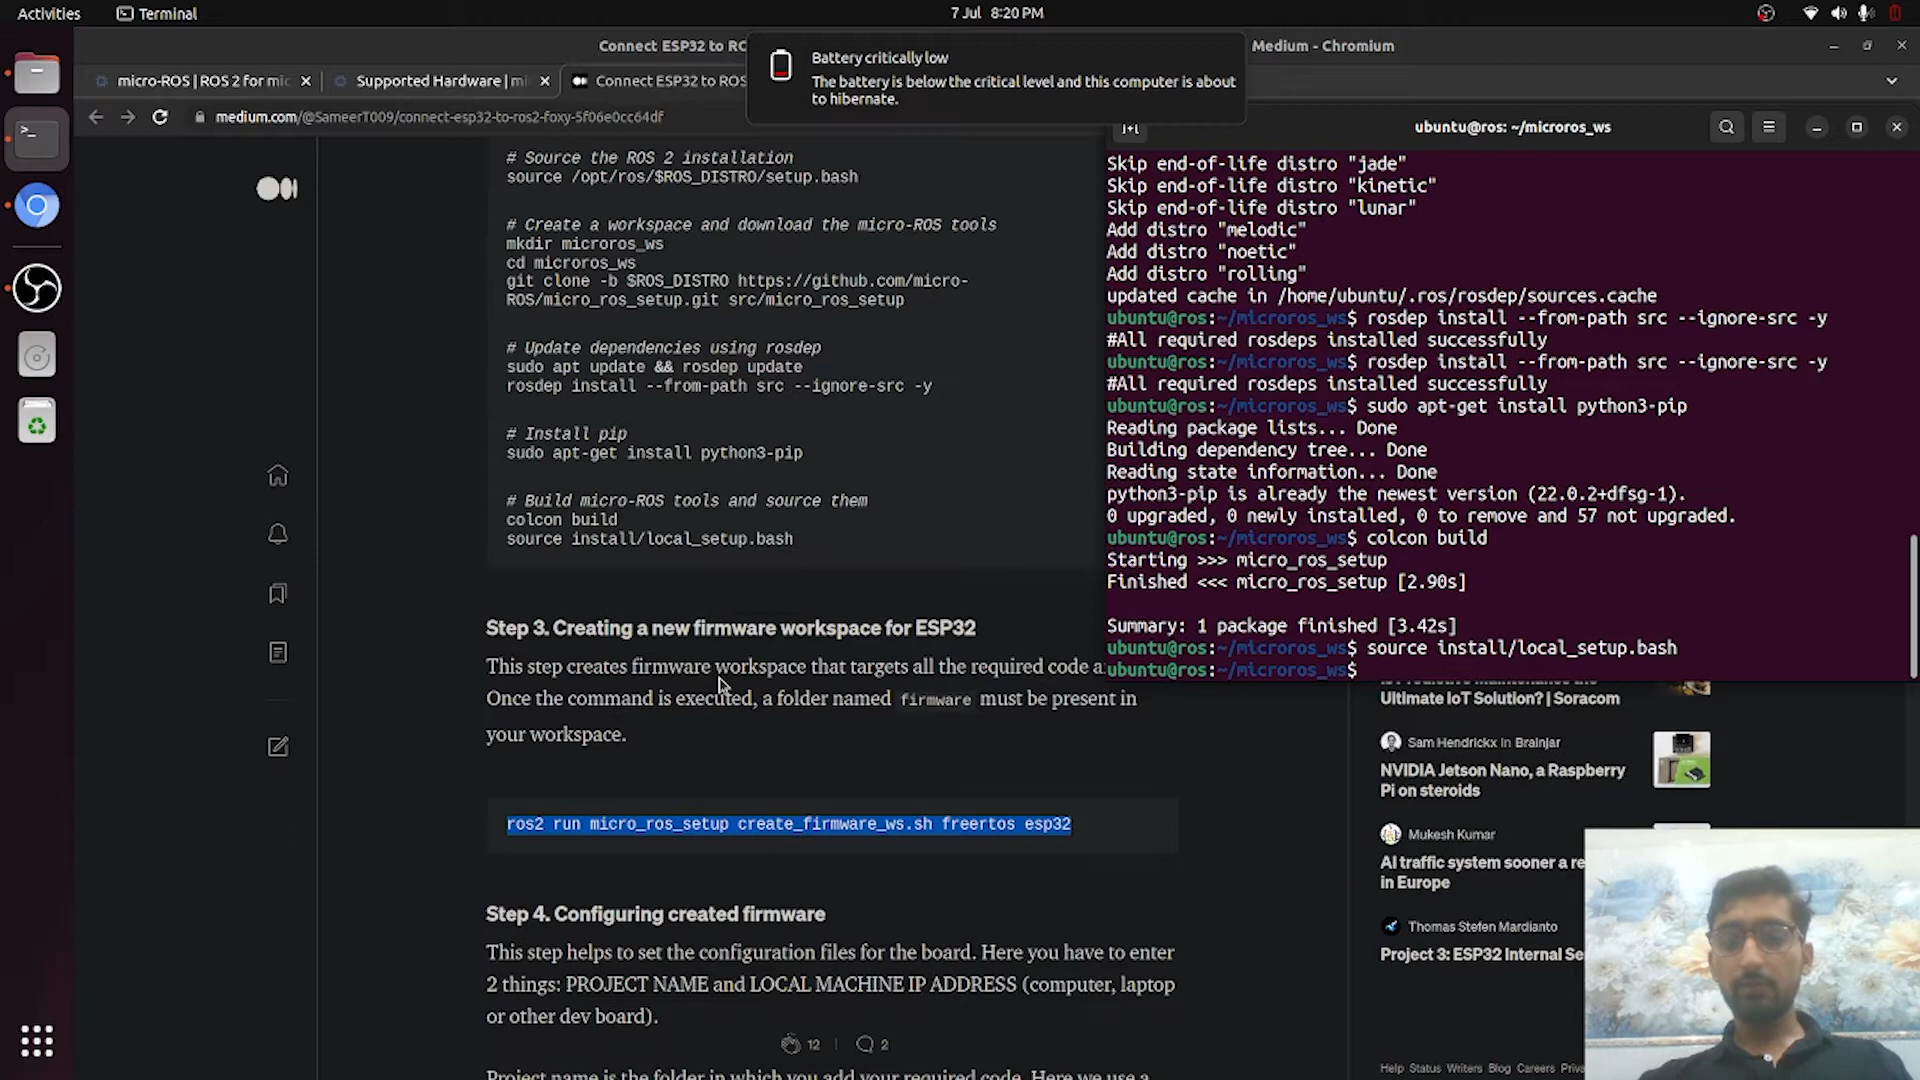 Activities
Terminal
7 Jul 8:20 PM
Connect ESP32 to RO
Medium - Chromium
Battery critically low
The battery is below the critical level and this computer is about
to hibernate.
micro-ROS | ROS 2 for mic
Supported Hardware | mi
Connect ESP32 to ROS
medium.com/@SameerT009/connect-esp32-to-ros2-foxy-5f06e0cc64df
# Source the ROS 2 installation
source /opt/ros/$ROS_DISTRO/setup.bash
# Create a workspace and download the micro-ROS tools
mkdir microros_ws
cd microros_ws
git clone -b $ROS_DISTRO https://github.com/micro-
ROS/micro_ros_setup.git src/micro_ros_setup
# Update dependencies using rosdep
sudo apt update && rosdep update
rosdep install --from-path src --ignore-src -y
# Install pip
sudo apt-get install python3-pip
# Build micro-ROS tools and source them
colcon build
source install/local_setup.bash
Step 3. Creating a new firmware workspace for ESP32
This step creates firmware workspace that targets all the required code a
Once the command is executed, a folder named firmware must be present in
your workspace.
ros2 run micro_ros_setup create_firmware_ws.sh freertos esp32
Step 4. Configuring created firmware
This step helps to set the configuration files for the board. Here you have to enter
2 things: PROJECT NAME and LOCAL MACHINE IP ADDRESS (computer, laptop
or other dev board).
12
2
Project name is the folder in which you add your required code. Here we use a
ubuntu@ros: ~/microros_ws
Skip end-of-life distro "jade"
Skip end-of-life distro "kinetic"
Skip end-of-life distro "lunar"
Add distro "melodic"
Add distro "noetic"
Add distro "rolling"
updated cache in /home/ubuntu/.ros/rosdep/sources.cache
ubuntu@ros:~/microros_ws$ rosdep install --from-path src --ignore-src -y
#All required rosdeps installed successfully
ubuntu@ros:~/microros_ws$ rosdep install --from-path src --ignore-src -y
#All required rosdeps installed successfully
ubuntu@ros:~/microros_ws$ sudo apt-get install python3-pip
Reading package lists... Done
Building dependency tree... Done
Reading state information... Done
python3-pip is already the newest version (22.0.2+dfsg-1).
0 upgraded, 0 newly installed, 0 to remove and 57 not upgraded.
ubuntu@ros:~/microros_ws$ colcon build
Starting >>> micro_ros_setup
Finished <<< micro_ros_setup [2.90s]
Summary: 1 package finished [3.42s]
ubuntu@ros:~/microros_ws$ source install/local_setup.bash
ubuntu@ros:~/microros_ws$
Ultimate IoT Solution? | Soracom
Sam Hendrickx in Brainjar
NVIDIA Jetson Nano, a Raspberry
Pi on steroids
Mukesh Kumar
AI traffic system sooner a re
in Europe
Thomas Stefen Mardianto
Project 3: ESP32 Internal Se
Help Status Writers Blog Careers Priva